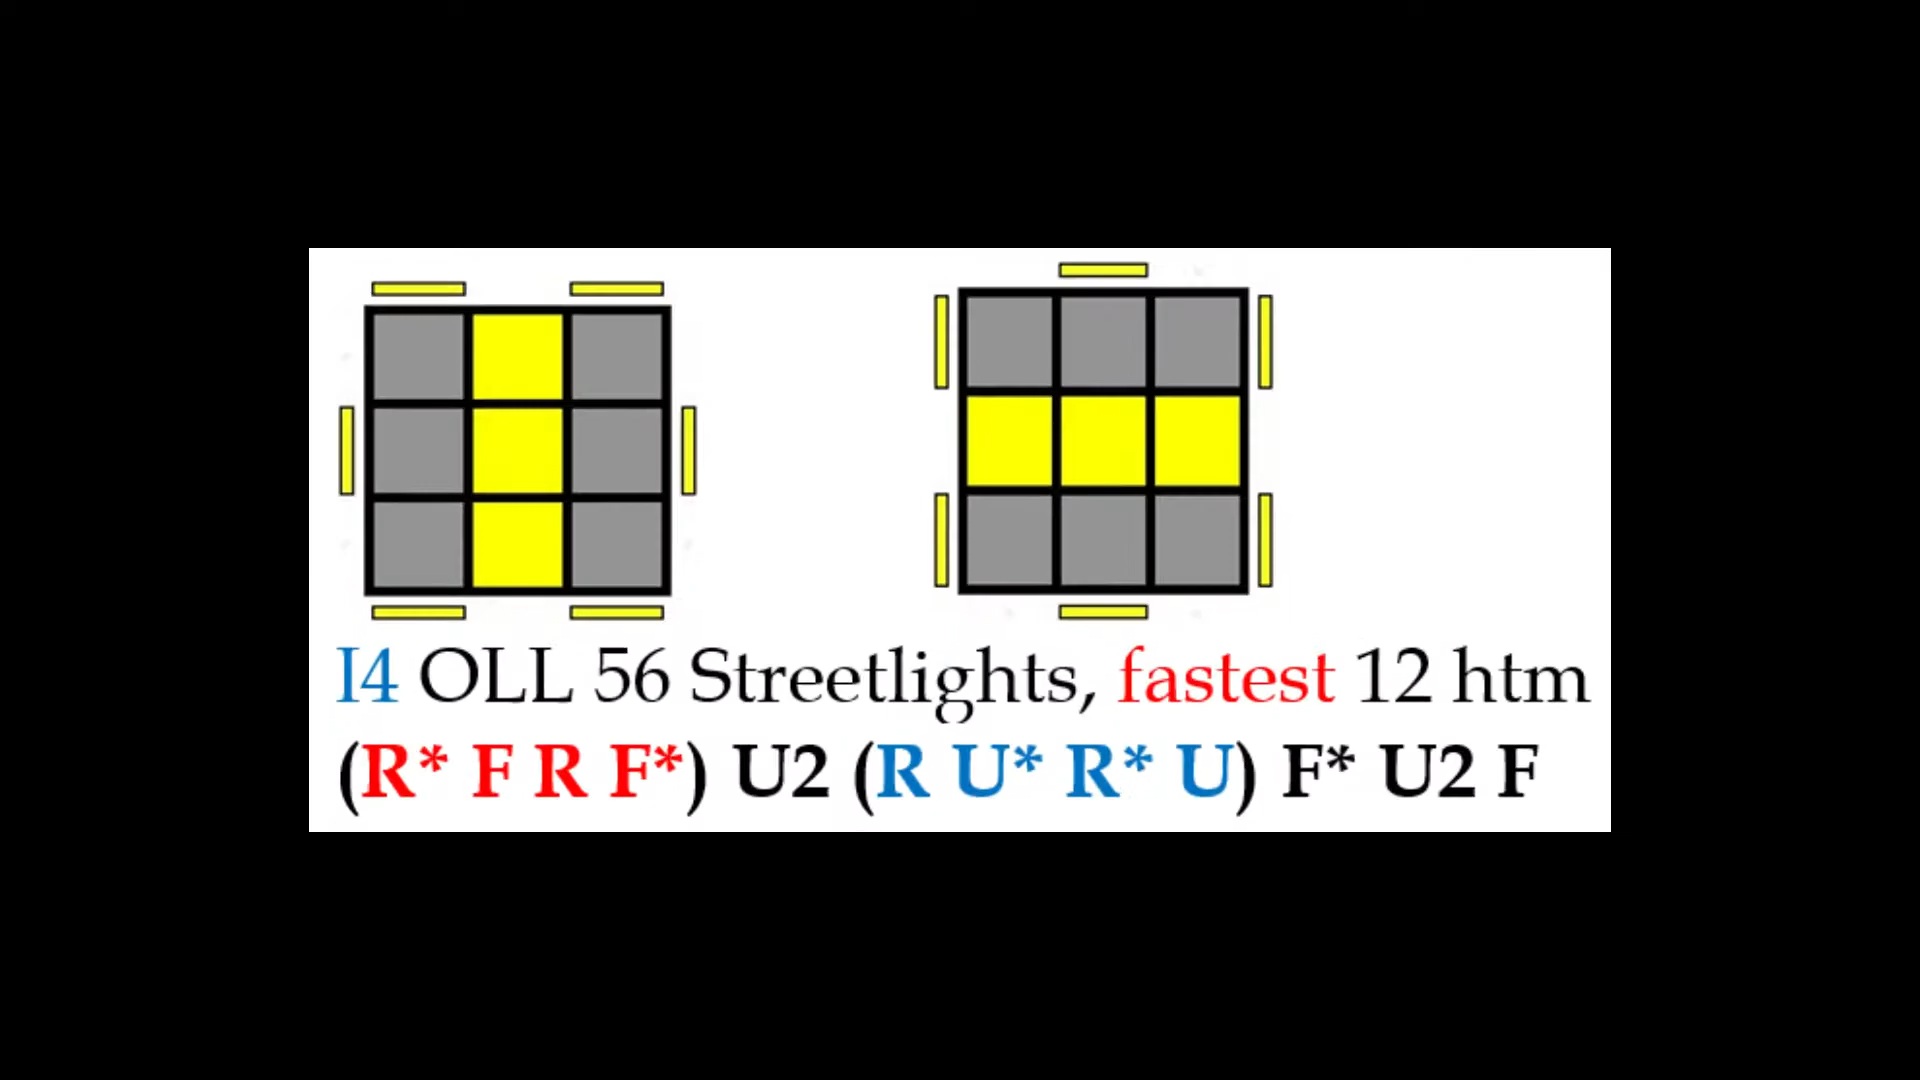 I4 OLL 56 Streetlights, fastest 12 htm
(R* F R F*) U2 (R U* R* U) F* U2 F